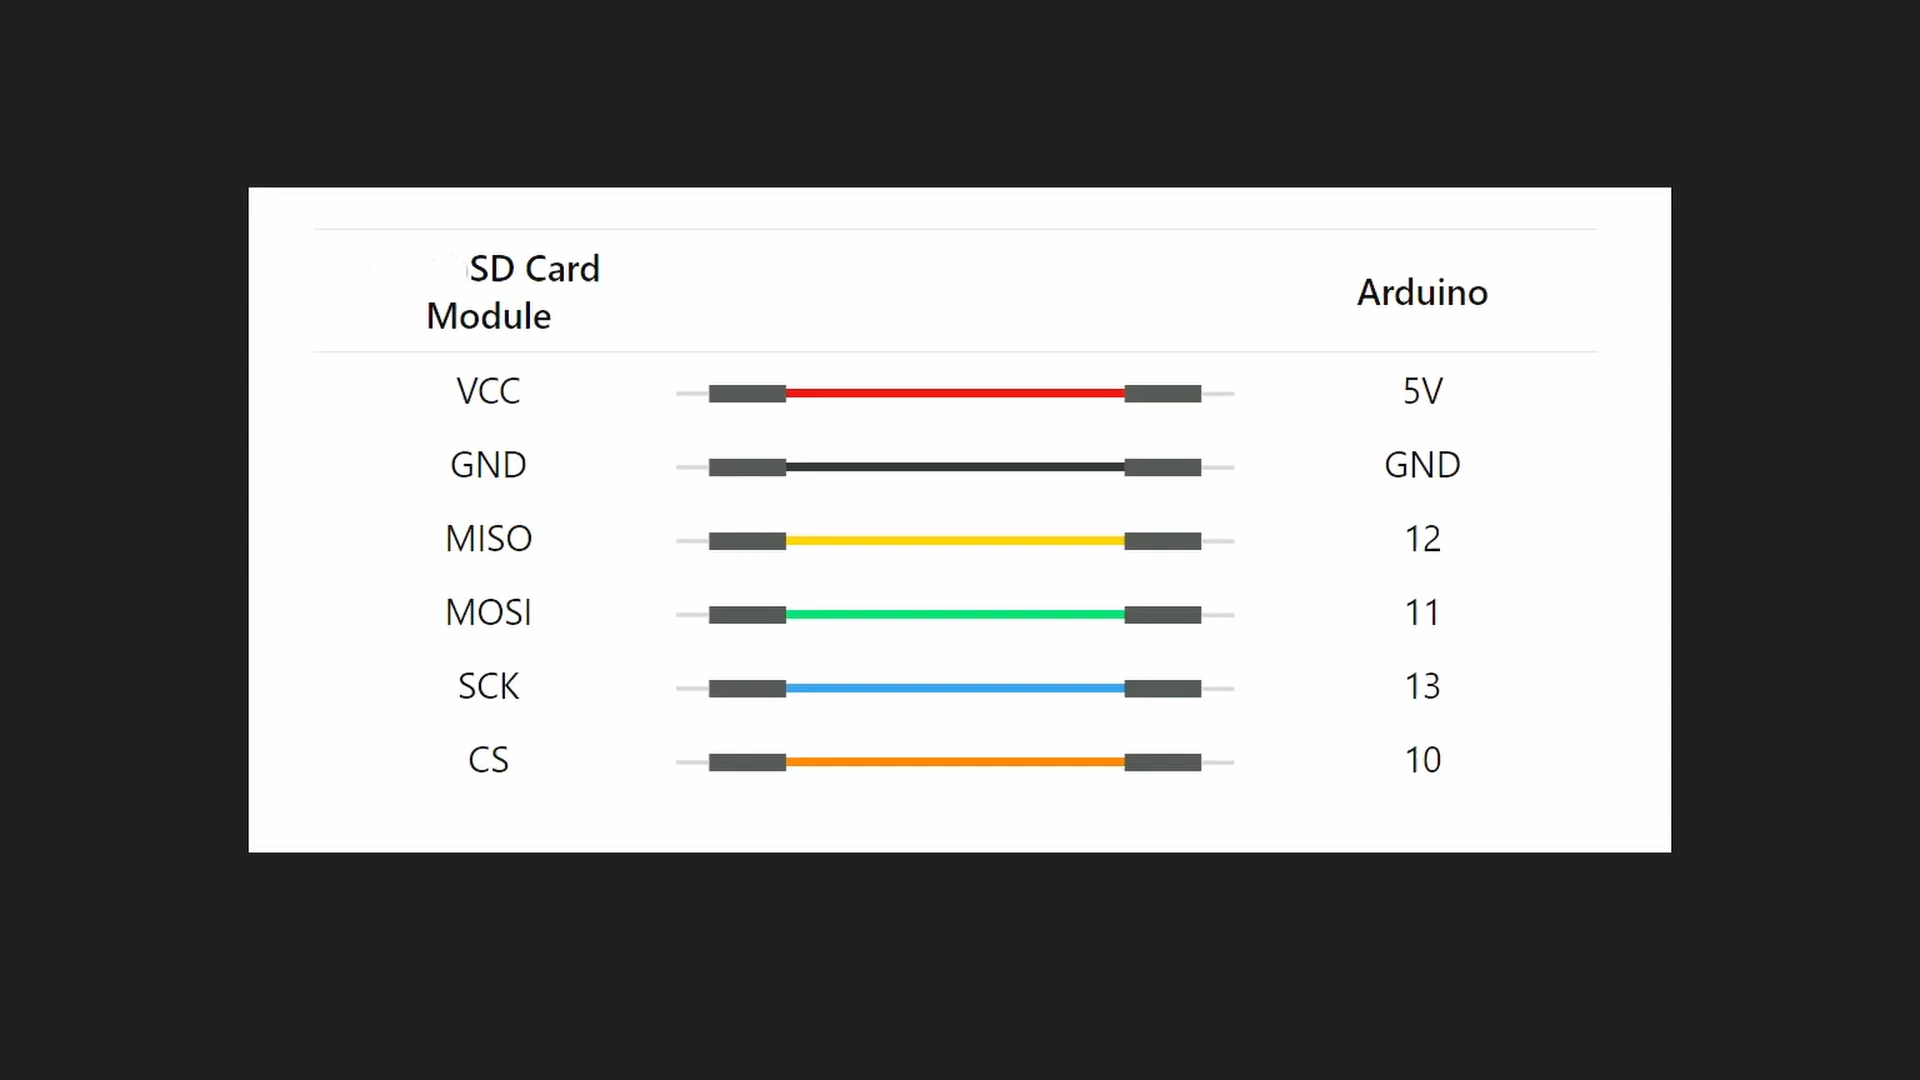 SD Card
Module
Arduino
VCC 5V
GND GND
MISO 12
MOSI 11
SCK 13
CS 10